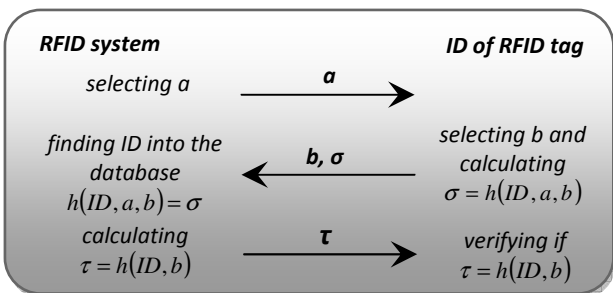 RFID system
ID of RFID tag
selecting a
a
finding ID into the
database
h(ID, a, b) = σ
b, σ
selecting b and
calculating
σ = h(ID, a, b)
calculating
τ = h(ID, b)
τ
verifying if
τ = h(ID, b)